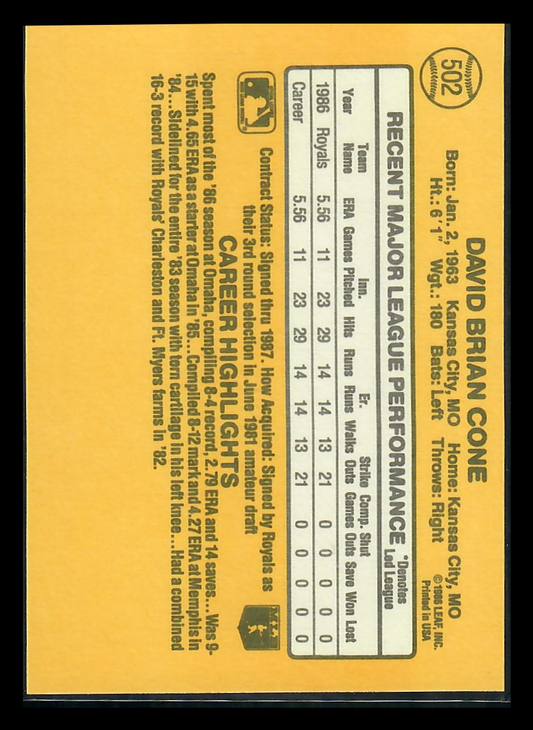 502
DAVID BRIAN CONE
Born: Jan. 2, 1963 Kansas City, MO Home: Kansas City, MO
Ht.: 6'1" Wgt.: 180 Bats: Left Throws: Right
©1986 LEAF, INC.
Printed in USA
RECENT MAJOR LEAGUE PERFORMANCE
*Denotes
Led League
Team Inn. Er. Strike Comp. Shut
Year Name ERA Games Pitched Hits Runs Runs Walks Outs Games Outs Save Won Lost
1986 Royals 5.56 11 23 29 14 14 13 21 0 0 0 0 0
Career 5.56 11 23 29 14 14 13 21 0 0 0 0 0
Contract Status: Signed thru 1987. How Acquired: Signed by Royals as
their 3rd round selection in June 1981 amateur draft
CAREER HIGHLIGHTS
Spent most of the '86 season at Omaha, compiling 8-4 record, 2.79 ERA and 14 saves...Was 9-
15 with 4.65 ERA as a starter at Omaha in '85...Compiled 8-12 mark and 4.27 ERA at Memphis in
'84...Sidelined for the entire '83 season with torn cartilage in his left knee...Had a combined
16-3 record with Royals' Charleston and Ft. Myers farms in '82.